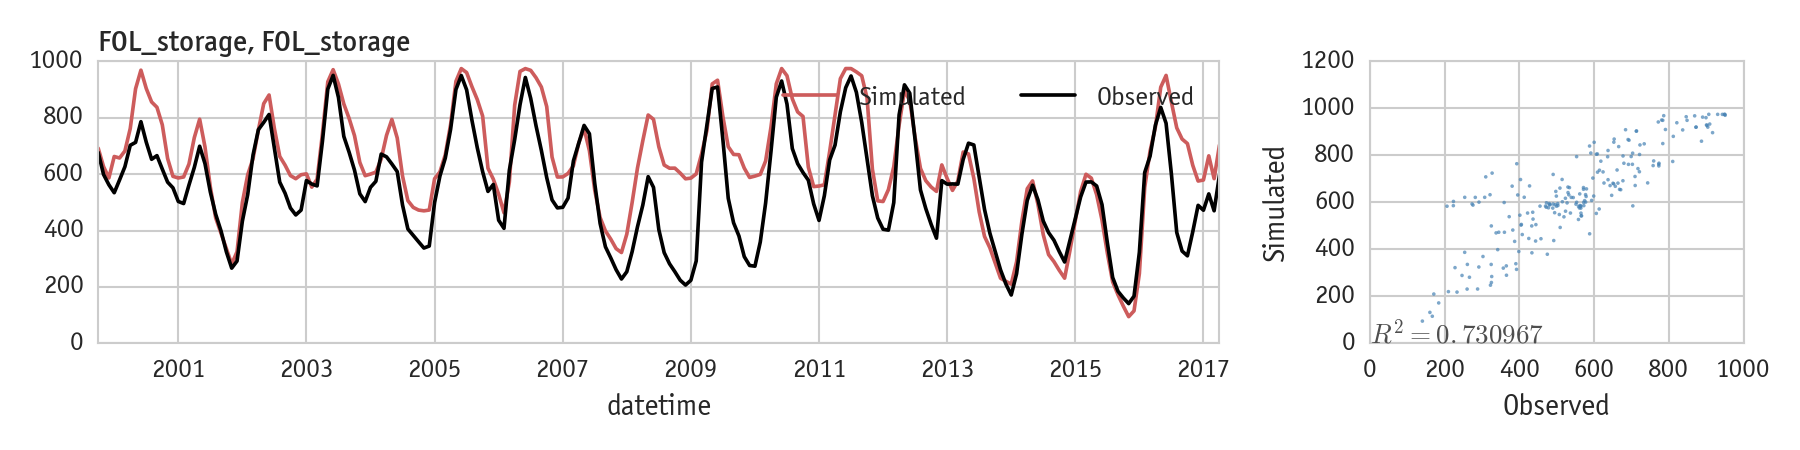 FOL_storage, FOL_storage
1000
800
600
400
200
0
Simulated
Observed
2001 2003 2005 2007 2009 2011 2013 2015 2017
datetime
1200
1000
800
600
400
200
0
Simulated
R² = 0.730967
0 200 400 600 800 1000
Observed